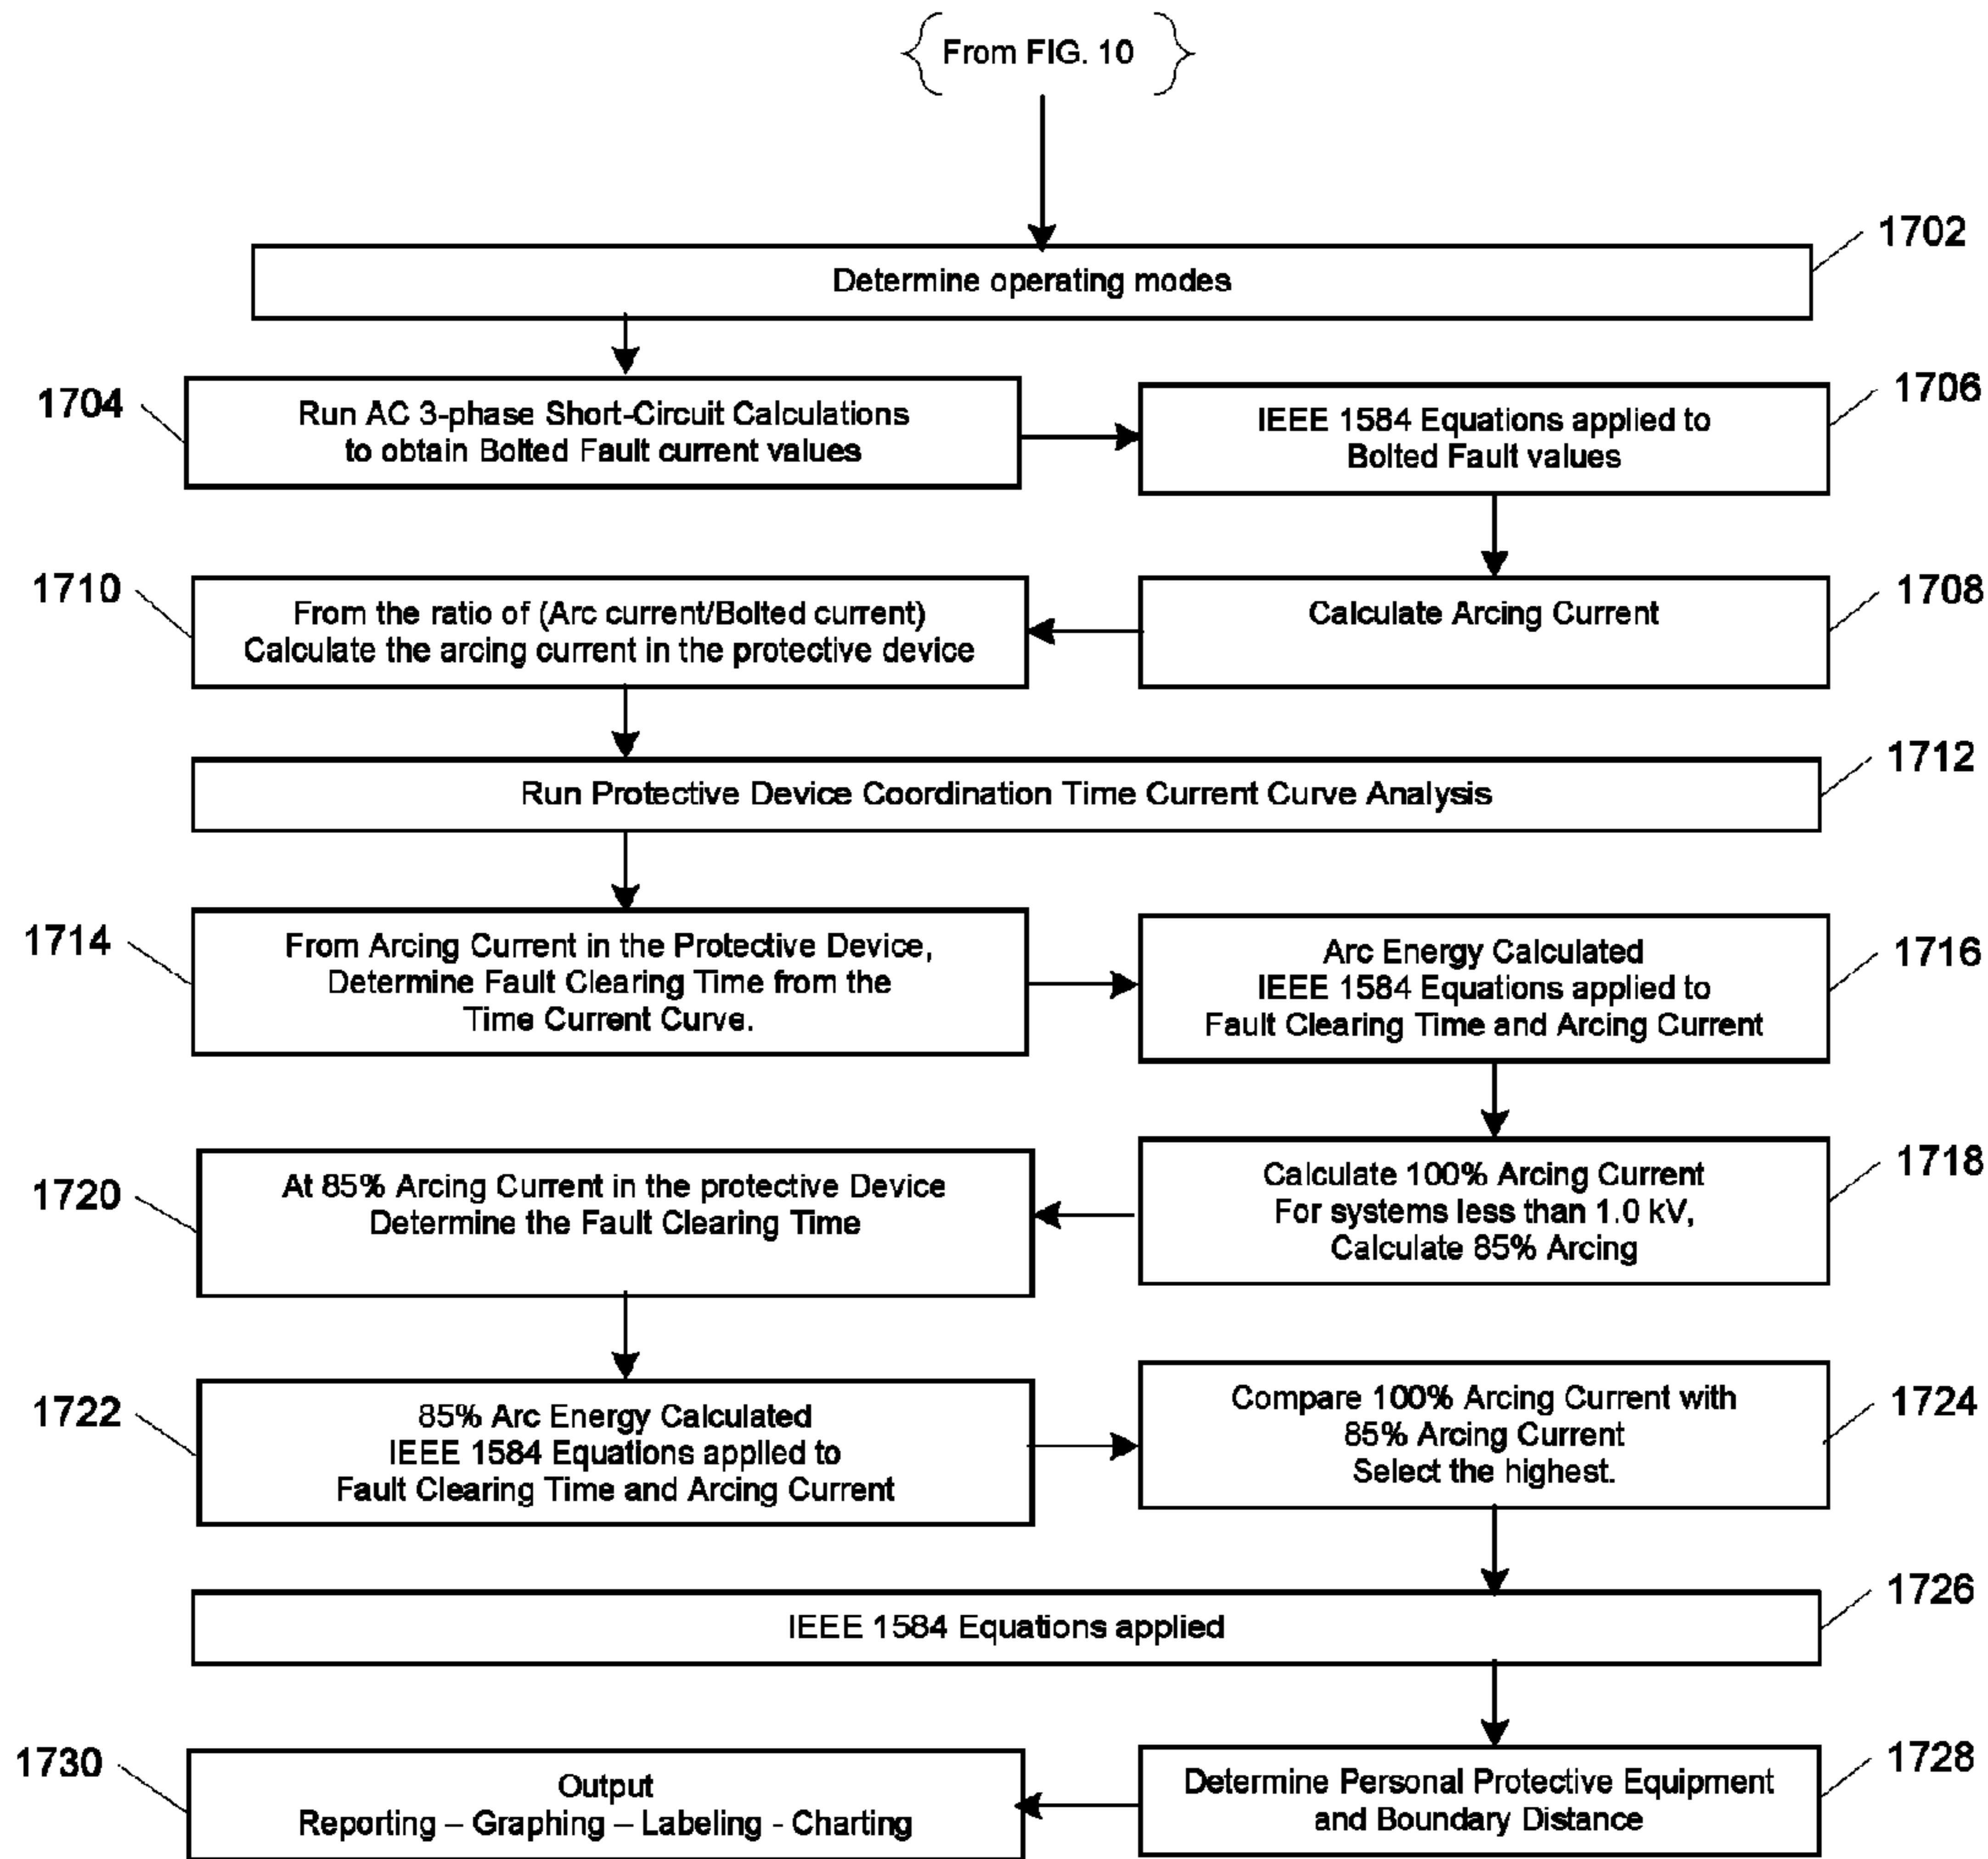 From FIG. 10
1702
Determine operating modes
1704
Run AC 3-phase Short-Circuit Calculations
to obtain Bolted Fault current values
1706
IEEE 1584 Equations applied to
Bolted Fault values
1710
From the ratio of (Arc current/Bolted current)
Calculate the arcing current in the protective device
1708
Calculate Arcing Current
1712
Run Protective Device Coordination Time Current Curve Analysis
1714
From Arcing Current in the Protective Device,
Determine Fault Clearing Time from the
Time Current Curve.
1716
Arc Energy Calculated
IEEE 1584 Equations applied to
Fault Clearing Time and Arcing Current
1720
At 85% Arcing Current in the protective Device
Determine the Fault Clearing Time
1718
Calculate 100% Arcing Current
For systems less than 1.0 kV,
Calculate 85% Arcing
1722
85% Arc Energy Calculated
IEEE 1584 Equations applied to
Fault Clearing Time and Arcing Current
1724
Compare 100% Arcing Current with
85% Arcing Current
Select the highest.
1726
IEEE 1584 Equations applied
1730
Output
Reporting – Graphing – Labeling - Charting
1728
Determine Personal Protective Equipment
and Boundary Distance